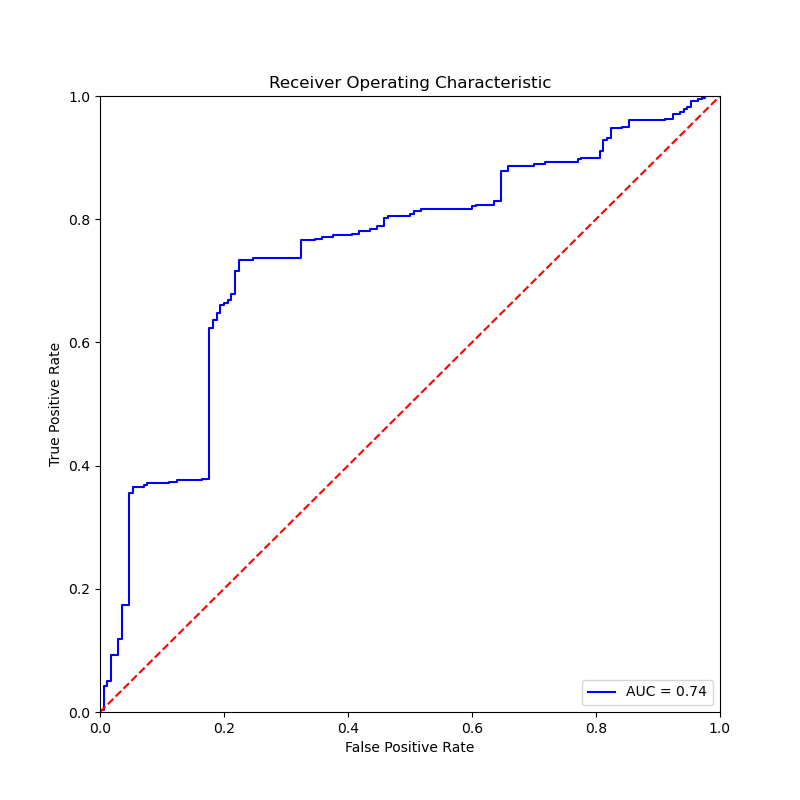 Receiver Operating Characteristic
1.0
0.8
0.6
0.4
0.2
0.0
True Positive Rate
AUC = 0.74
0.0 0.2 0.4 0.6 0.8 1.0
False Positive Rate